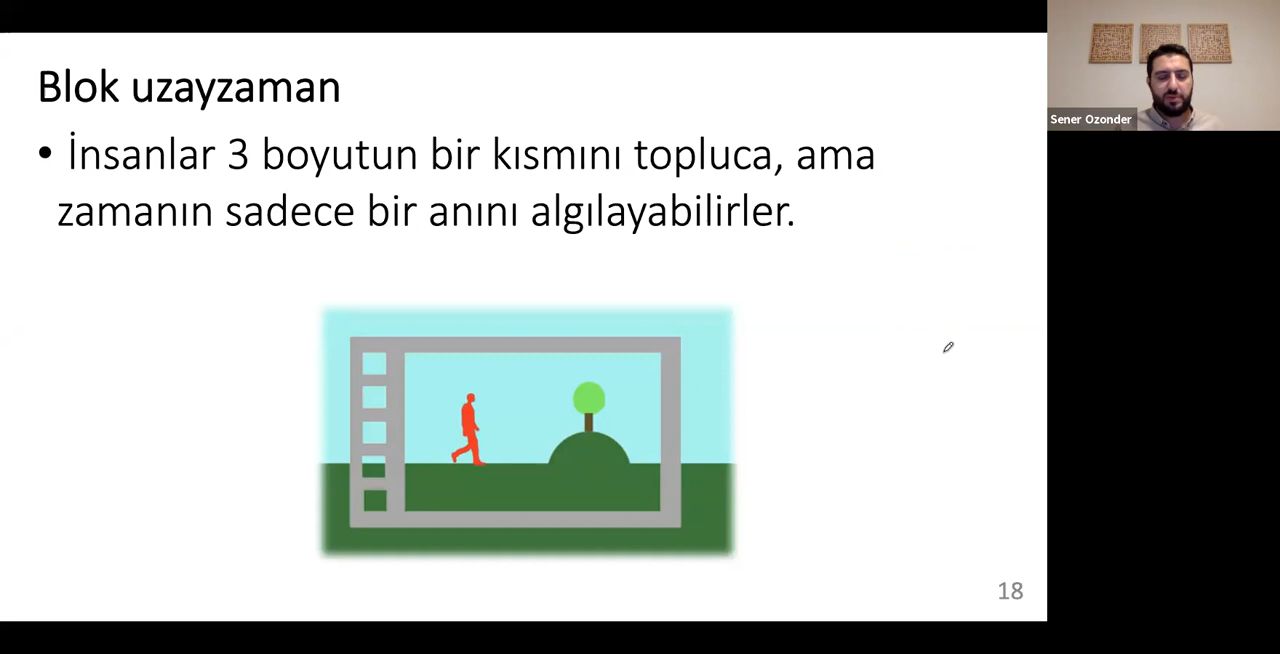 Blok uzayzaman
• İnsanlar 3 boyutun bir kısmını topluca, ama
zamanın sadece bir anını algılayabilirler.
18
Sener Ozonder